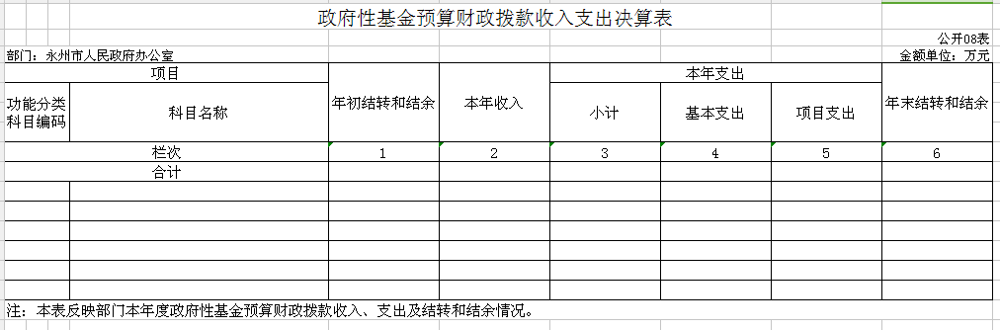 政府性基金预算财政拨款收入支出决算表
公开08表
部门：永州市人民政府办公室
金额单位：万元
项目
年初结转和结余
本年收入
本年支出
年末结转和结余
功能分类
科目编码
科目名称
小计
基本支出
项目支出
栏次
1
2
3
4
5
6
合计
注：本表反映部门本年度政府性基金预算财政拨款收入、支出及结转和结余情况。